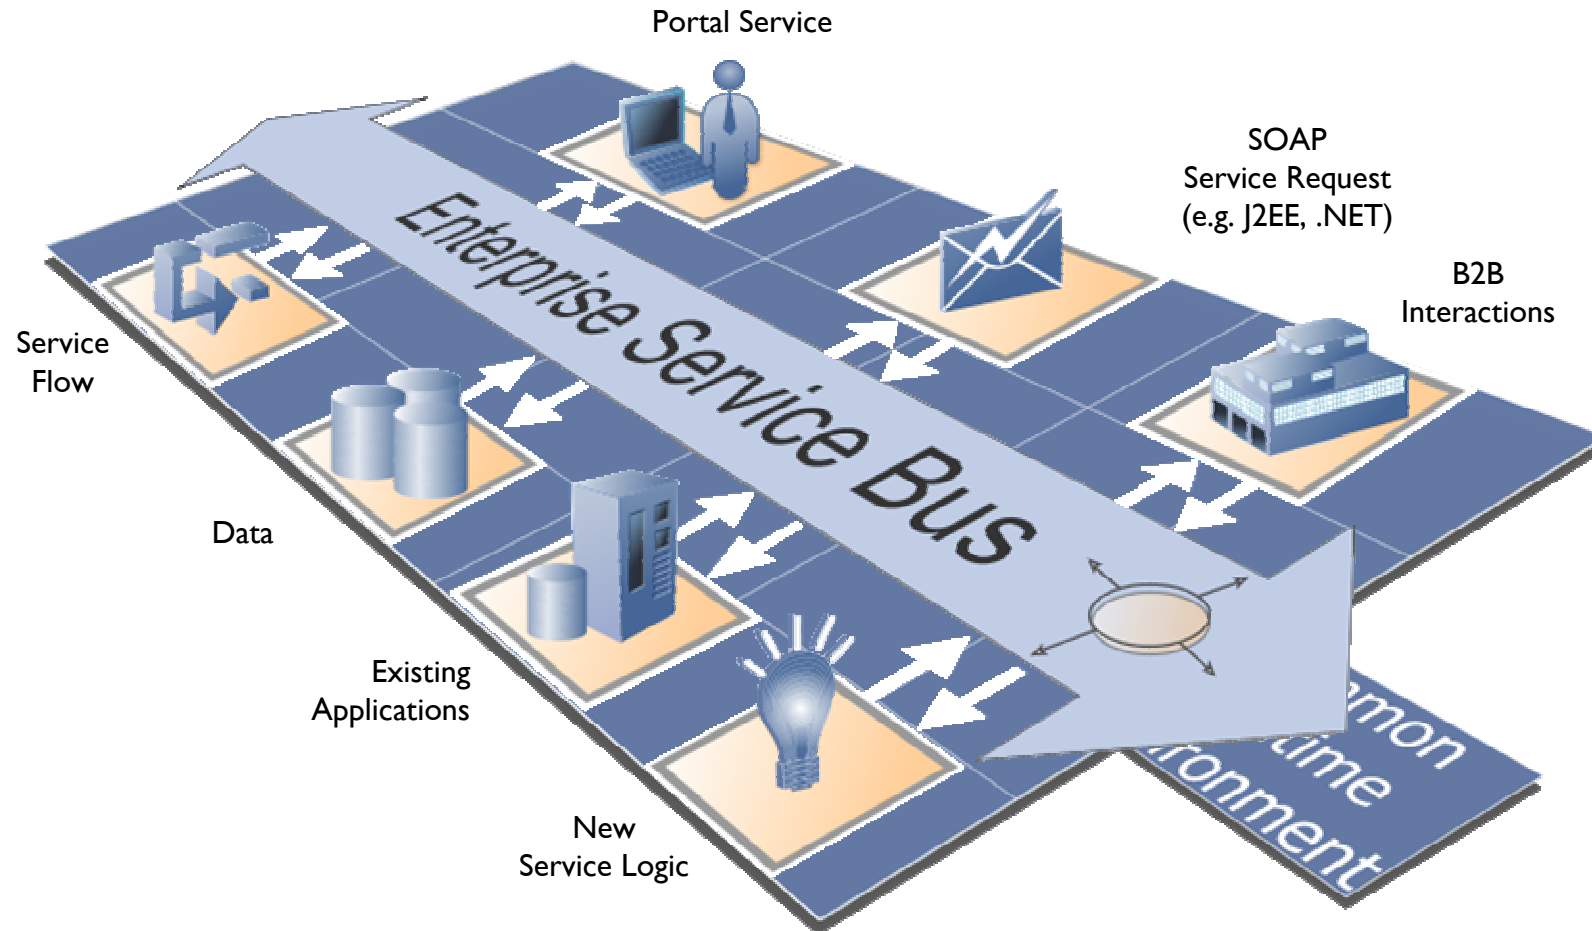 Portal Service
SOAP
Service Request
(e.g. J2EE, .NET)
B2B
Interactions
Enterprise Service Bus
Service
Flow
Data
Existing
Applications
New
Service Logic